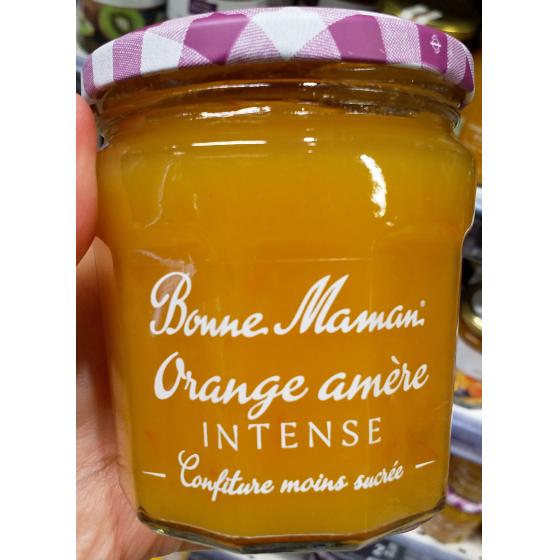 Bonne Maman
Orange amère
INTENSE
Confiture moins sucrée